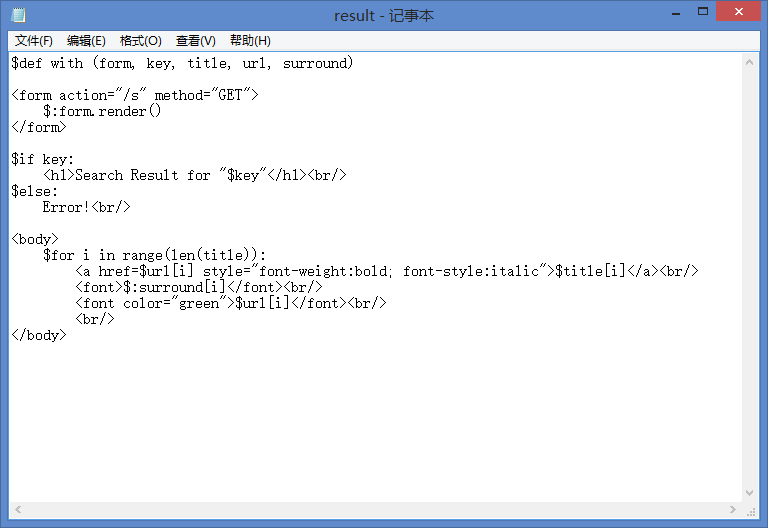 result - 记事本
文件(F) 编辑(E) 格式(O) 查看(V) 帮助(H)
$def with (form, key, title, url, surround)
<form action="/s" method="GET">
    $:form.render()
</form>
$if key:
    <h1>Search Result for "$key"</h1><br/>
$else:
    Error!<br/>
<body>
    $for i in range(len(title)):
        <a href=$url[i] style="font-weight:bold; font-style:italic">$title[i]</a><br/>
        <font>$:surround[i]</font><br/>
        <font color="green">$url[i]</font><br/>
        <br/>
</body>